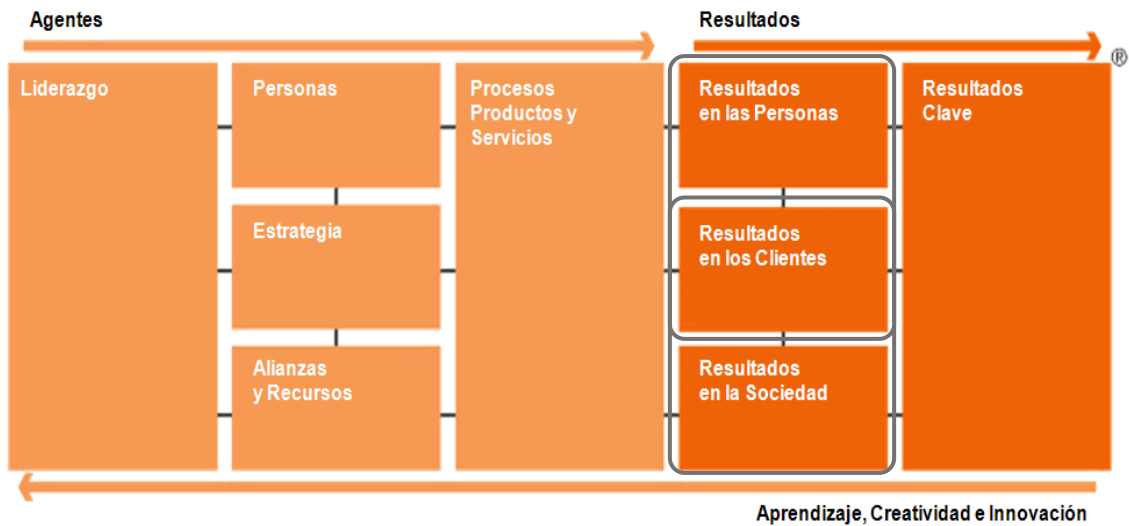 Agentes
Resultados
®
Liderazgo
Personas
Procesos
Productos y
Servicios
Resultados
en las Personas
Resultados
Clave
Estrategia
Resultados
en los Clientes
Alianzas
y Recursos
Resultados
en la Sociedad
Aprendizaje, Creatividad e Innovación